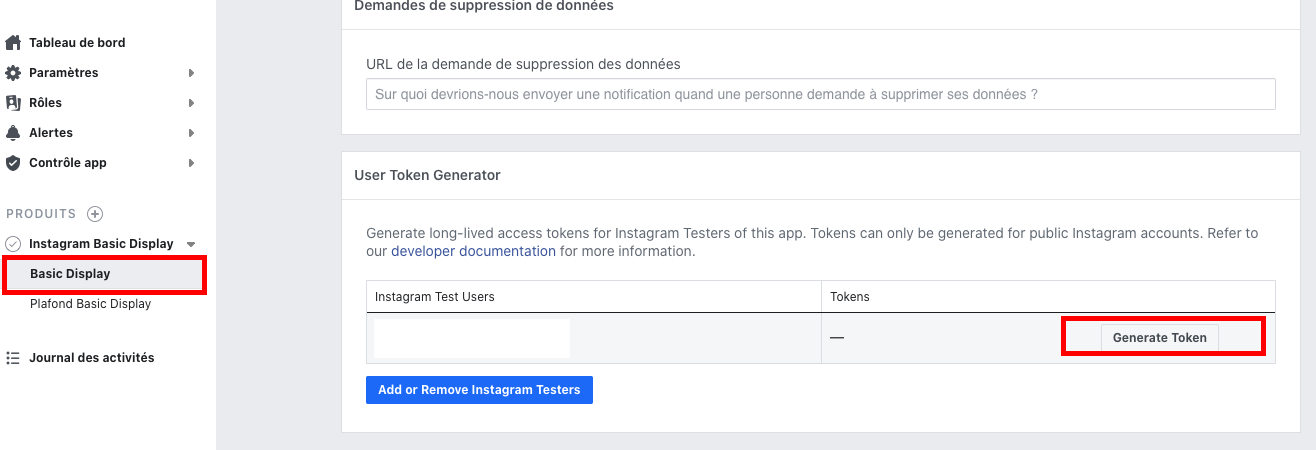 Demandes de suppression de données
Tableau de bord
Paramètres
Rôles
Alertes
Contrôle app
PRODUITS
Instagram Basic Display
Basic Display
Plafond Basic Display
Journal des activités
URL de la demande de suppression des données
Sur quoi devrions-nous envoyer une notification quand une personne demande à supprimer ses données ?
User Token Generator
Generate long-lived access tokens for Instagram Testers of this app. Tokens can only be generated for public Instagram accounts. Refer to
our developer documentation for more information.
Instagram Test Users
Tokens
—
Generate Token
Add or Remove Instagram Testers